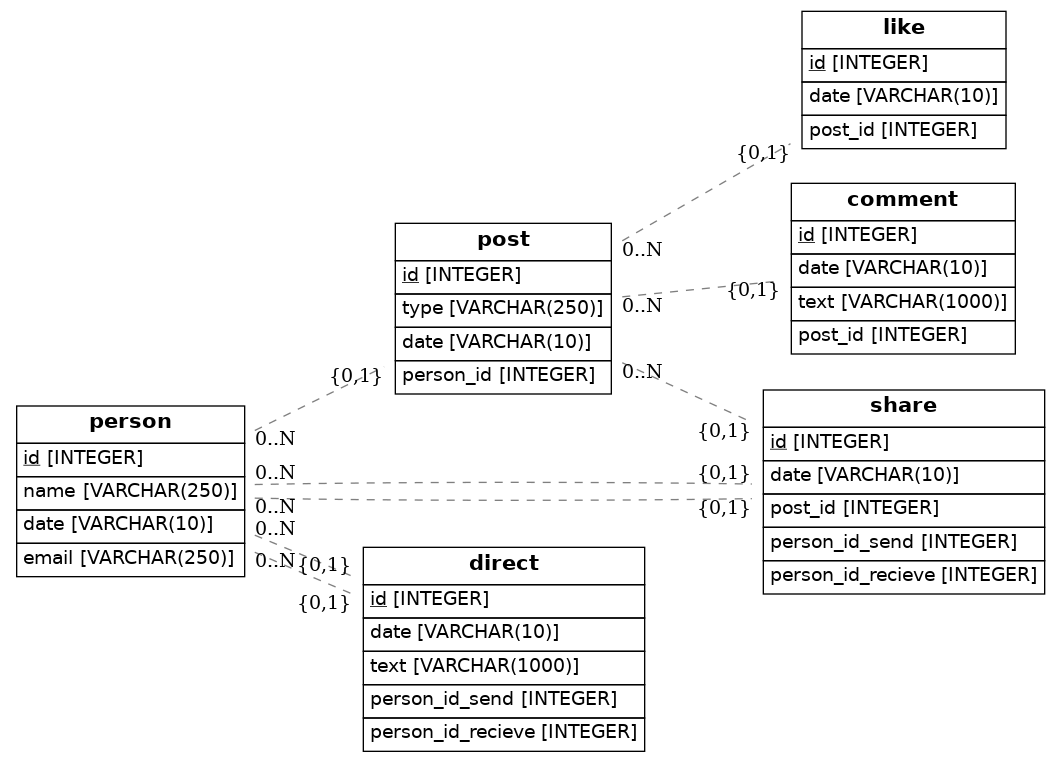 like
id [INTEGER]
date [VARCHAR(10)]
post_id [INTEGER]
{0,1}
0..N
comment
id [INTEGER]
date [VARCHAR(10)]
text [VARCHAR(1000)]
post_id [INTEGER]
{0,1}
0..N
post
id [INTEGER]
type [VARCHAR(250)]
date [VARCHAR(10)]
person_id [INTEGER]
{0,1}
0..N
0..N
{0,1}
share
id [INTEGER]
date [VARCHAR(10)]
post_id [INTEGER]
person_id_send [INTEGER]
person_id_recieve [INTEGER]
person
id [INTEGER]
name [VARCHAR(250)]
date [VARCHAR(10)]
email [VARCHAR(250)]
0..N
{0,1}
0..N
{0,1}
0..N
{0,1}
0..N
{0,1}
direct
id [INTEGER]
date [VARCHAR(10)]
text [VARCHAR(1000)]
person_id_send [INTEGER]
person_id_recieve [INTEGER]